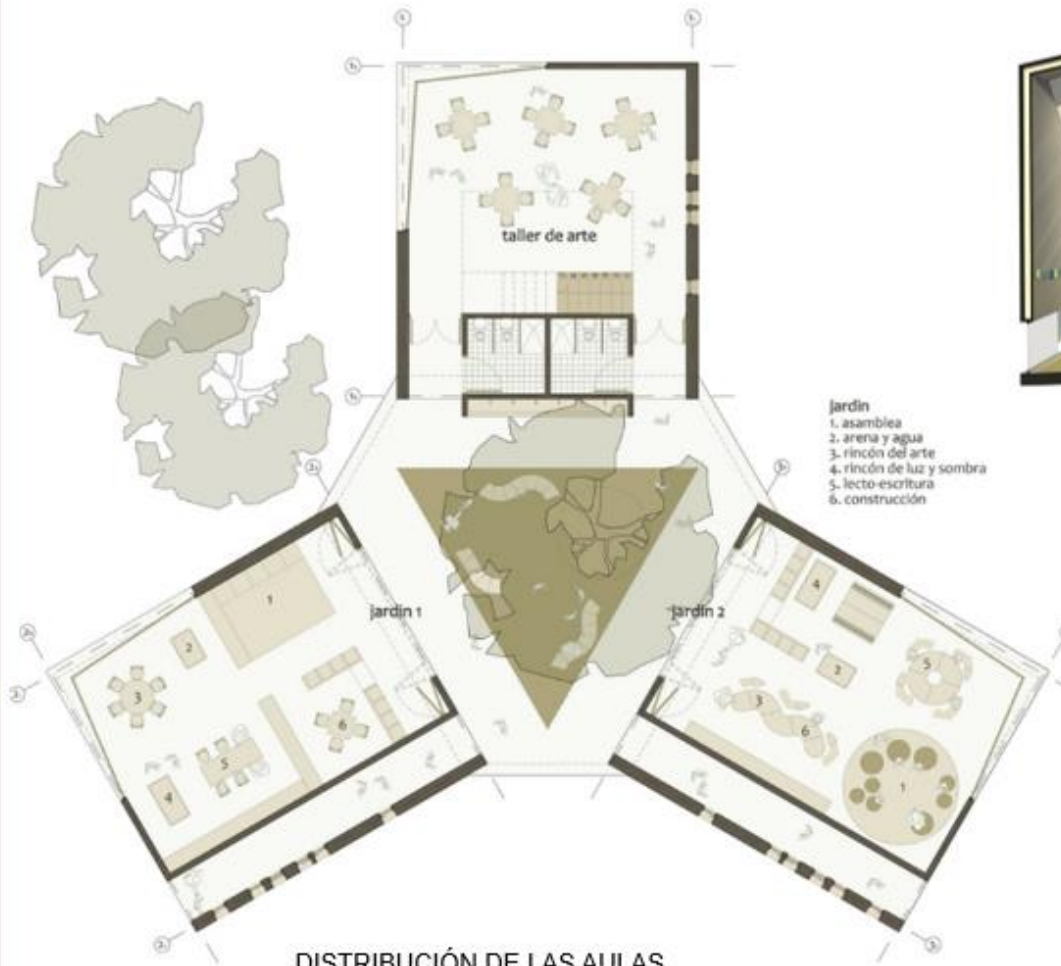 taller de arte
jardin
1. asamblea
2. arena y agua
3. rincón del arte
4. rincón de luz y sombra
5. lecto-escritura
6. construcción
jardin 1
1
2
3
4
5
6
jardin 2
4
5
3
6
1
DISTRIBUCIÓN DE LAS AULAS